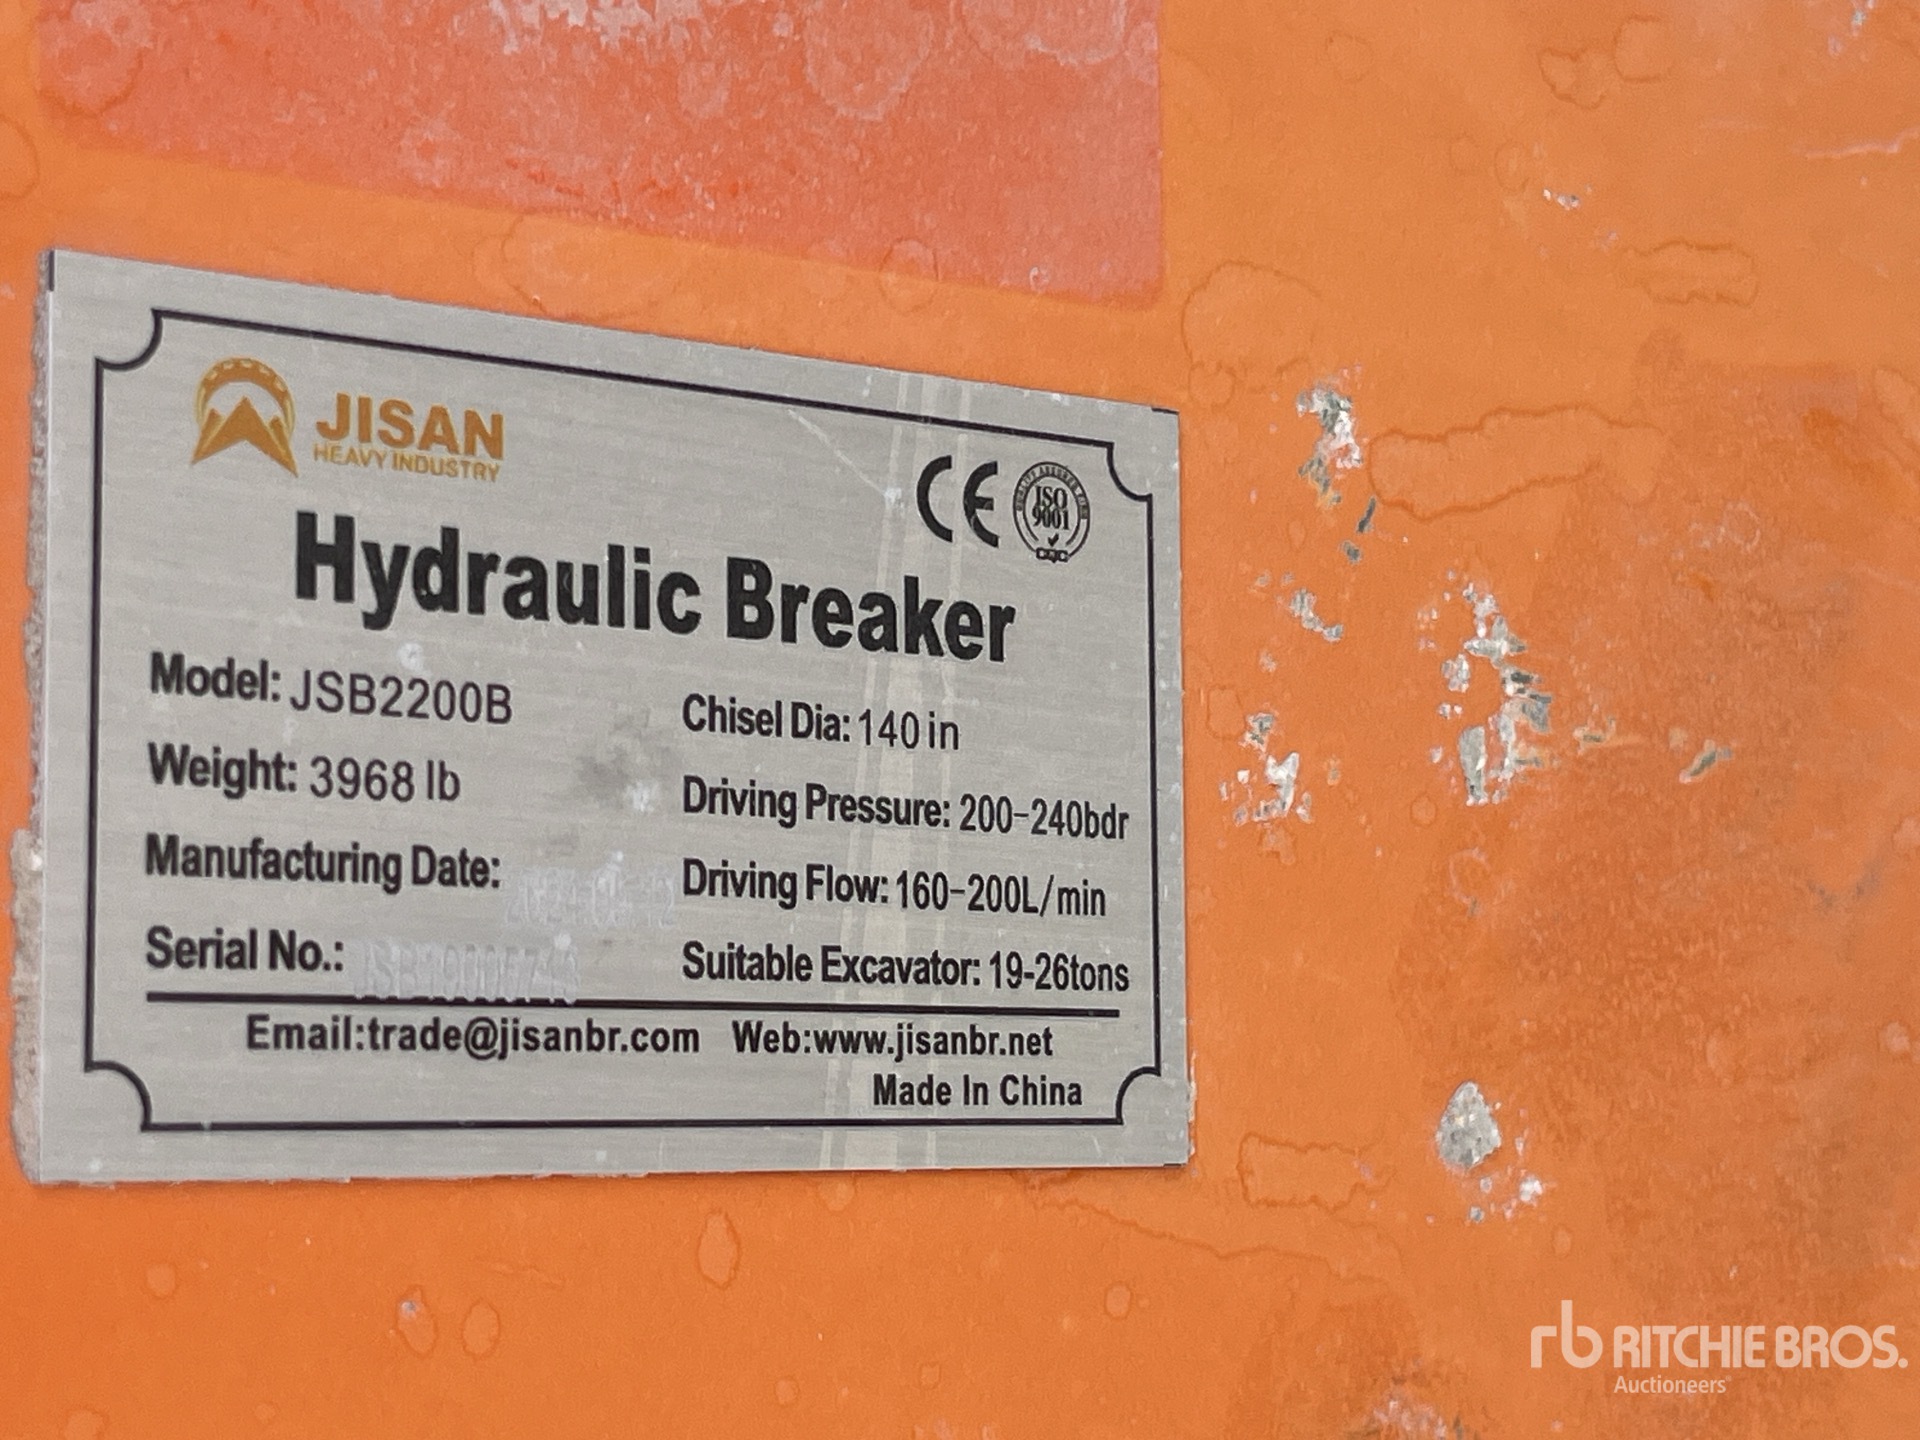 JISAN
HEAVY INDUSTRY
CE
ISO
9001
Hydraulic Breaker
Model: JSB2200B
Chisel Dia: 140 in
Weight: 3968 lb
Driving Pressure: 200-240bdr
Manufacturing Date:
Driving Flow: 160-200L/min
Serial No.:
Suitable Excavator: 19-26tons
Email:trade@jisanbr.com Web:www.jisanbr.net
Made In China
rb RITCHIE BROS.
Auctioneers